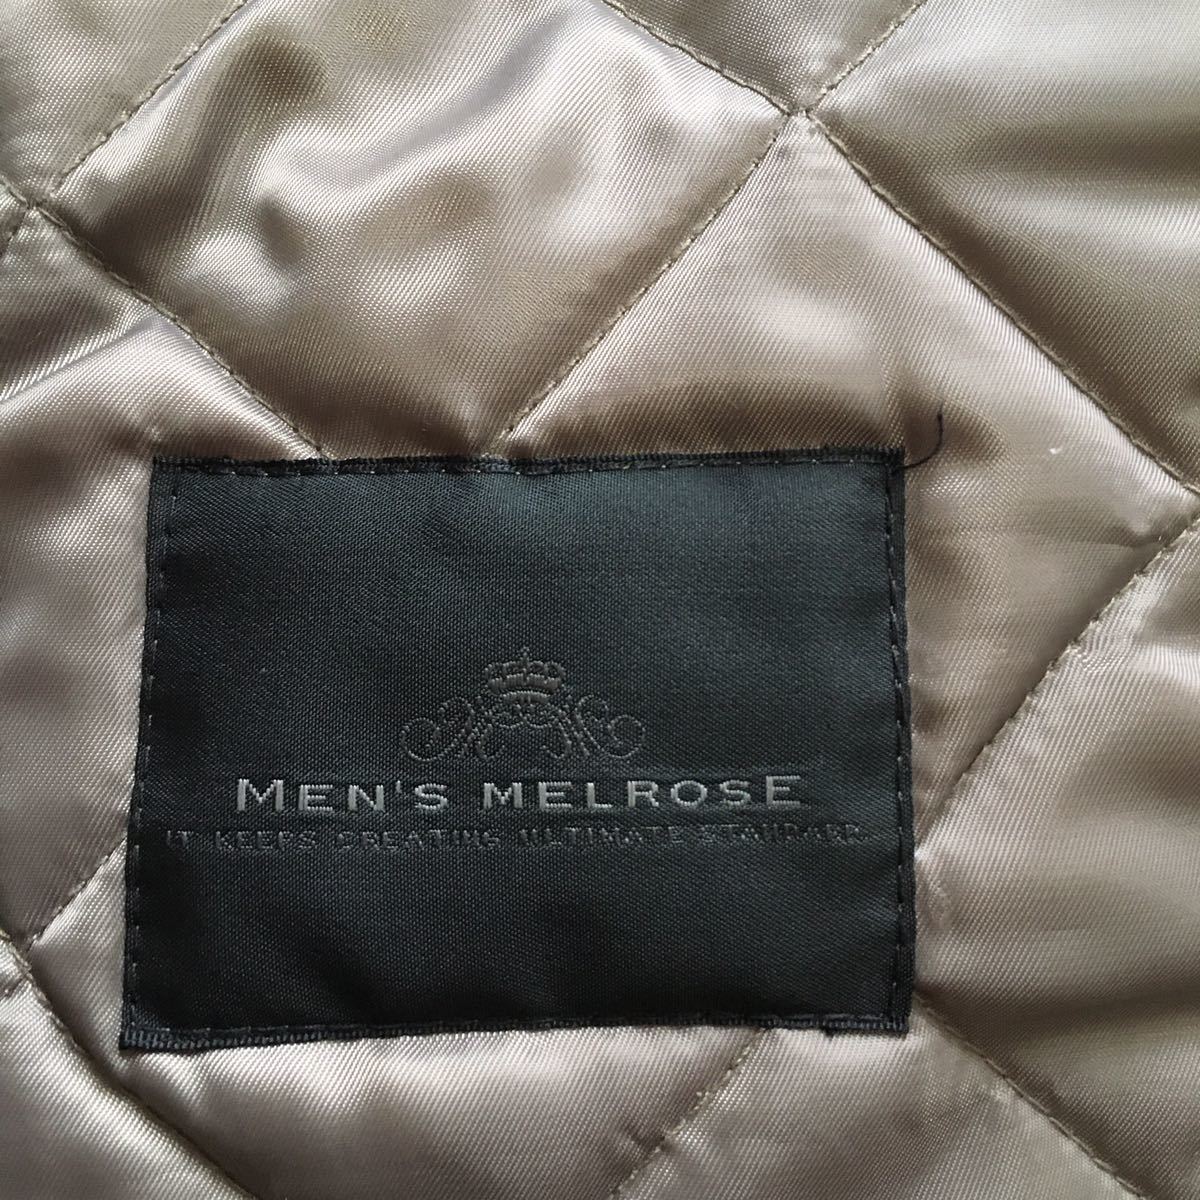 MEN'S MELROSE
IT KEEPS CREATING ULTIMATE STANDARD.